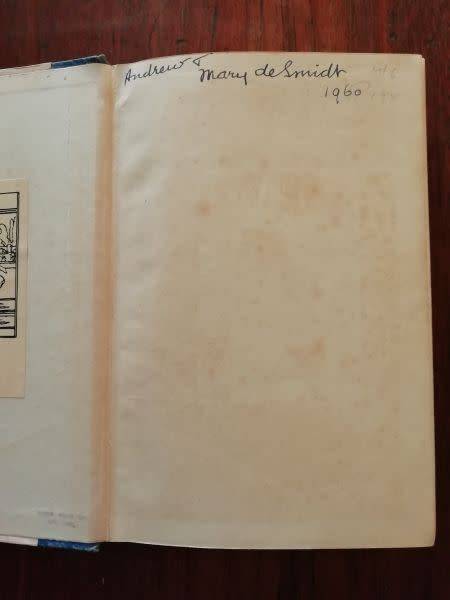 Andrew &
Mary de Smidt
1960